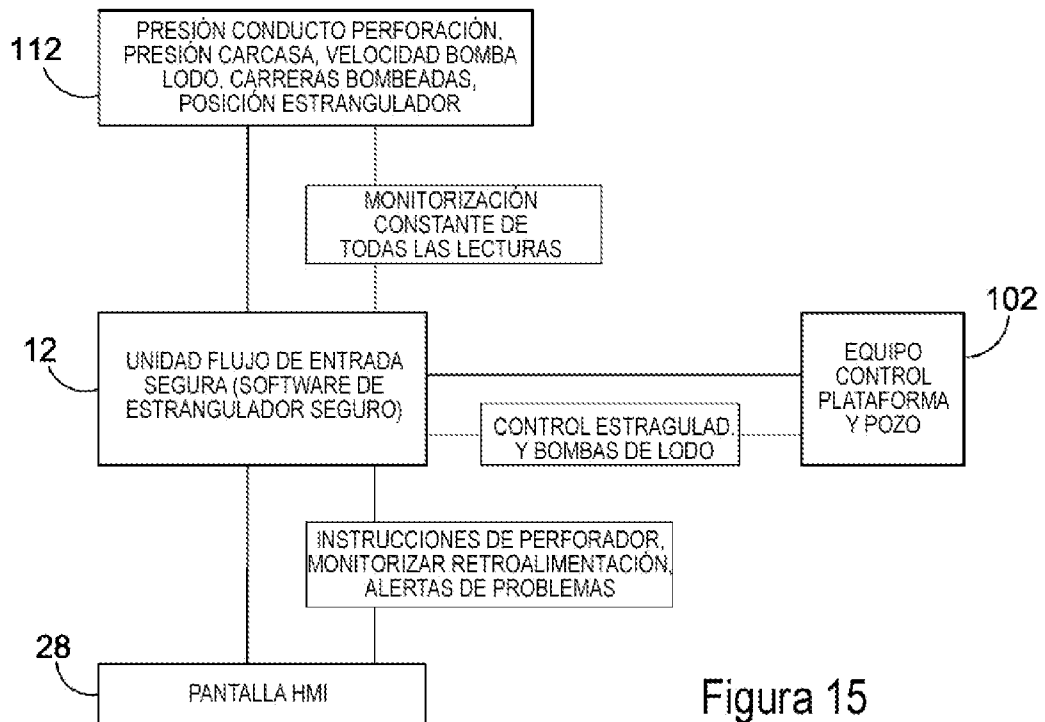 112
PRESIÓN CONDUCTO PERFORACIÓN,
PRESIÓN CARCASA, VELOCIDAD BOMBA
LODO, CARRERAS BOMBEADAS,
POSICIÓN ESTRANGULADOR
MONITORIZACIÓN
CONSTANTE DE
TODAS LAS LECTURAS
12
UNIDAD FLUJO DE ENTRADA
SEGURA (SOFTWARE DE
ESTRANGULADOR SEGURO)
102
EQUIPO
CONTROL
PLATAFORMA
Y POZO
CONTROL ESTRAGULAD.
Y BOMBAS DE LODO
INSTRUCCIONES DE PERFORADOR,
MONITORIZAR RETROALIMENTACIÓN,
ALERTAS DE PROBLEMAS
28
PANTALLA HMI
Figura 15